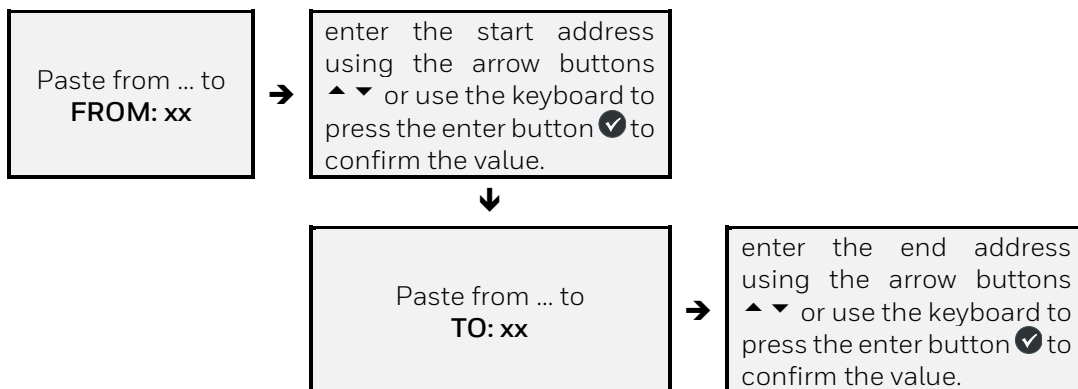 Paste from ... to
FROM: xx
➔
enter the start address
using the arrow buttons
▲ ▼ or use the keyboard to
press the enter button ✔ to
confirm the value.
🡻
Paste from ... to
TO: xx
➔
enter the end address
using the arrow buttons
▲ ▼ or use the keyboard to
press the enter button ✔ to
confirm the value.